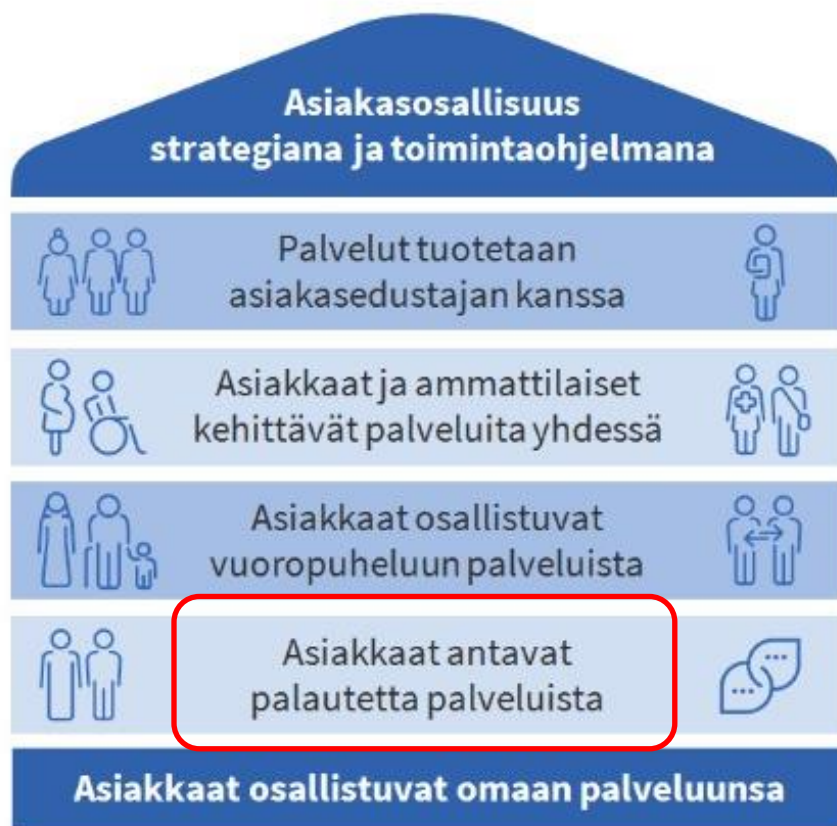 Asiakasosallisuus
strategiana ja toimintaohjelmana
Palvelut tuotetaan
asiakasedustajan kanssa
Asiakkaat ja ammattilaiset
kehittävät palveluita yhdessä
Asiakkaat osallistuvat
vuoropuheluun palveluista
Asiakkaat antavat
palautetta palveluista
Asiakkaat osallistuvat omaan palveluunsa